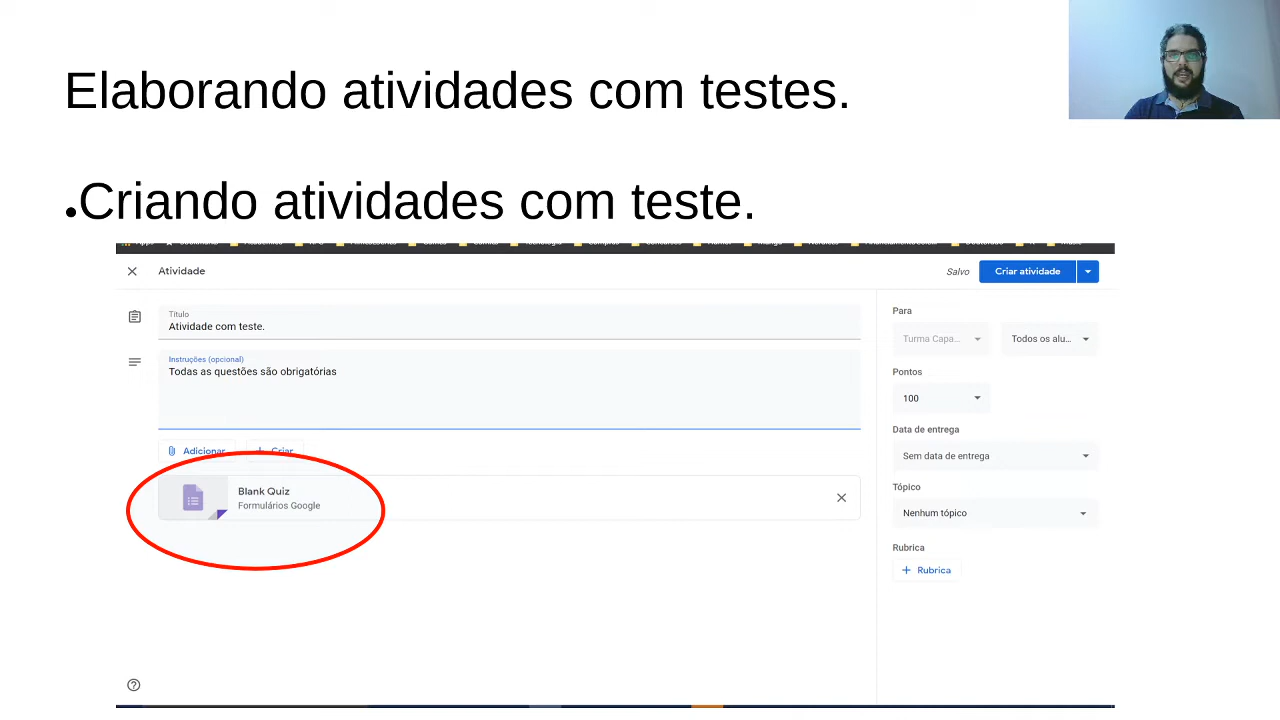 Elaborando atividades com testes.
•Criando atividades com teste.
Atividade
Salvo
Criar atividade
Título
Atividade com teste.
Instruções (opcional)
Todas as questões são obrigatórias
Adicionar
Criar
Blank Quiz
Formulários Google
Para
Turma Capa... Todos os alu...
Pontos
100
Data de entrega
Sem data de entrega
Tópico
Nenhum tópico
Rubrica
+ Rubrica